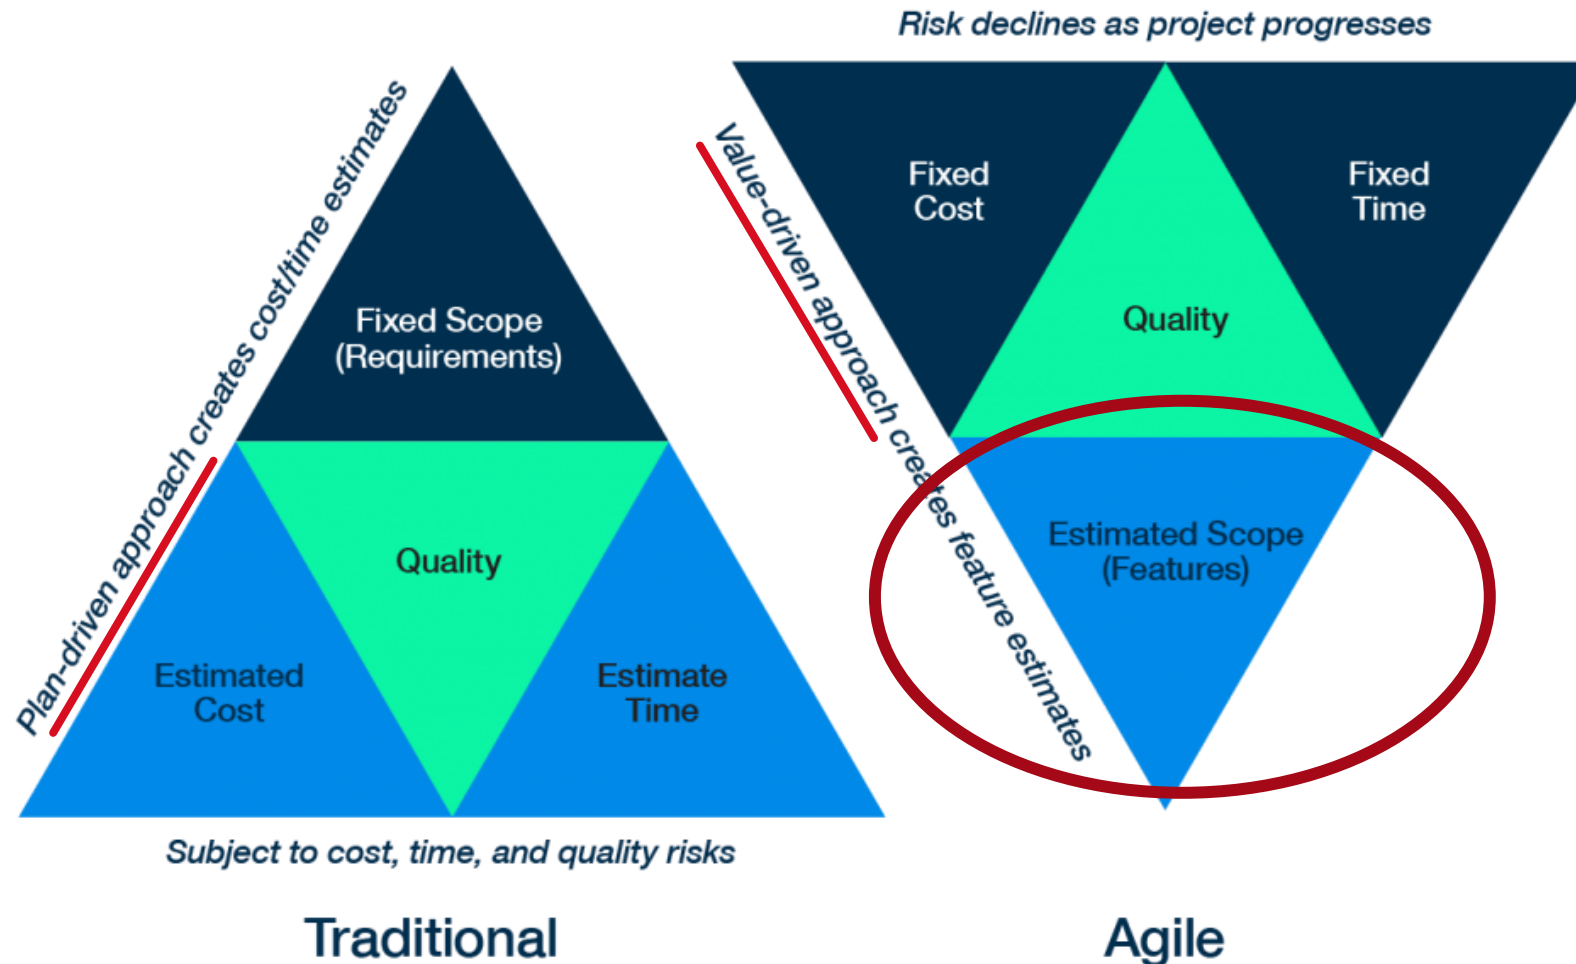 Plan-driven approach creates cost/time estimates
Fixed Scope
(Requirements)
Quality
Estimated
Cost
Estimate
Time
Subject to cost, time, and quality risks
Traditional
Risk declines as project progresses
Value-driven approach creates feature estimates
Fixed
Cost
Fixed
Time
Quality
Estimated Scope
(Features)
Agile